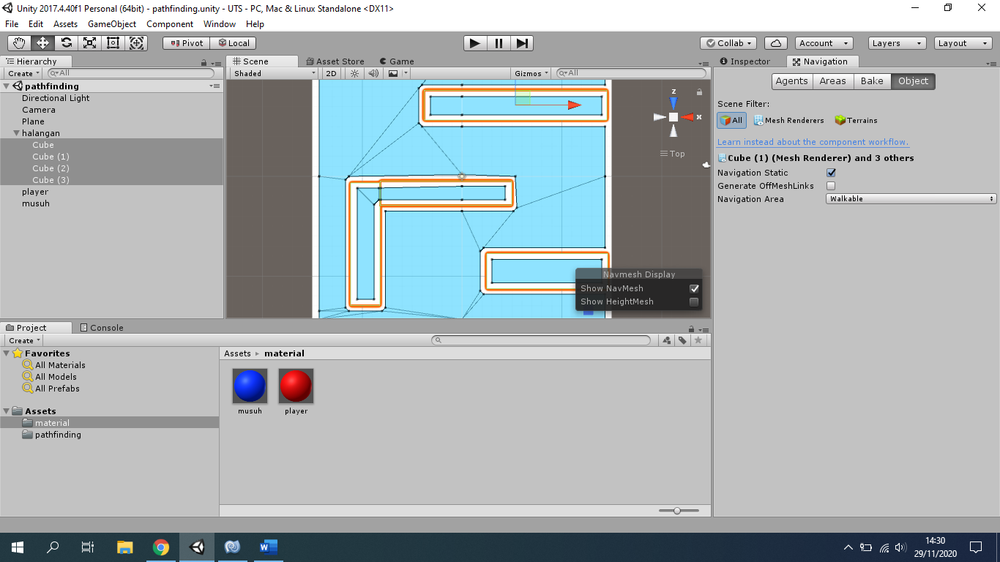 Unity 2017.4.40f1 Personal (64bit) - pathfinding.unity - UTS - PC, Mac & Linux Standalone <DX11>
File Edit Assets GameObject Component Window Help
Pivot Local Collab Account Layers Layout
Hierarchy
Create All
pathfinding
Directional Light
Camera
Plane
halangan
Cube
Cube (1)
Cube (2)
Cube (3)
player
musuh
Scene Asset Store Game
Shaded 2D Gizmos All
z
x
Top
Navmesh Display
Show NavMesh
Show HeightMesh
Inspector Navigation
Agents Areas Bake Object
Scene Filter:
All Mesh Renderers Terrains
Learn instead about the component workflow.
Cube (1) (Mesh Renderer) and 3 others
Navigation Static
Generate OffMeshLinks
Navigation Area Walkable
Project Console
Create
Favorites
All Materials
All Models
All Prefabs
Assets
material
pathfinding
Assets material
musuh player
14:30
29/11/2020